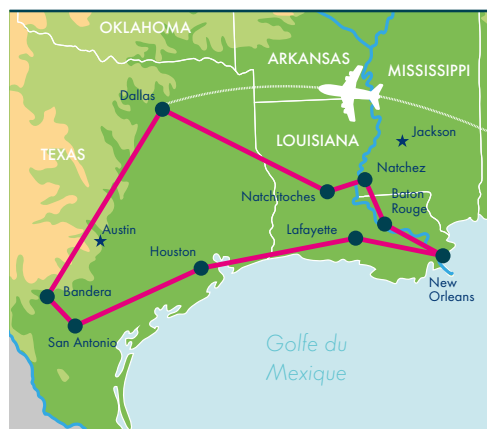 OKLAHOMA
ARKANSAS
MISSISSIPPI
Dallas
Jackson
LOUISIANA
TEXAS
Natchez
Natchitoches
Baton
Rouge
Austin
Lafayette
Houston
Bandera
New
Orleans
San Antonio
Golfe du
Mexique